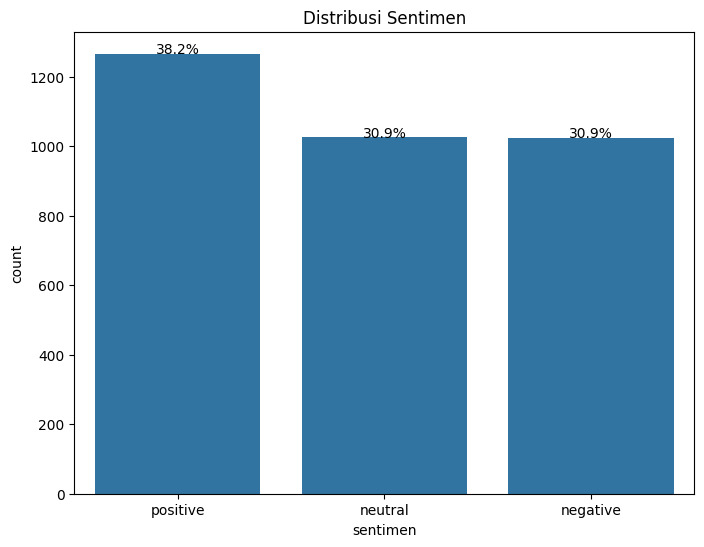 Distribusi Sentimen
38.2%
30.9%
30.9%
1200
1000
800
600
400
200
0
count
positive
neutral
negative
sentimen